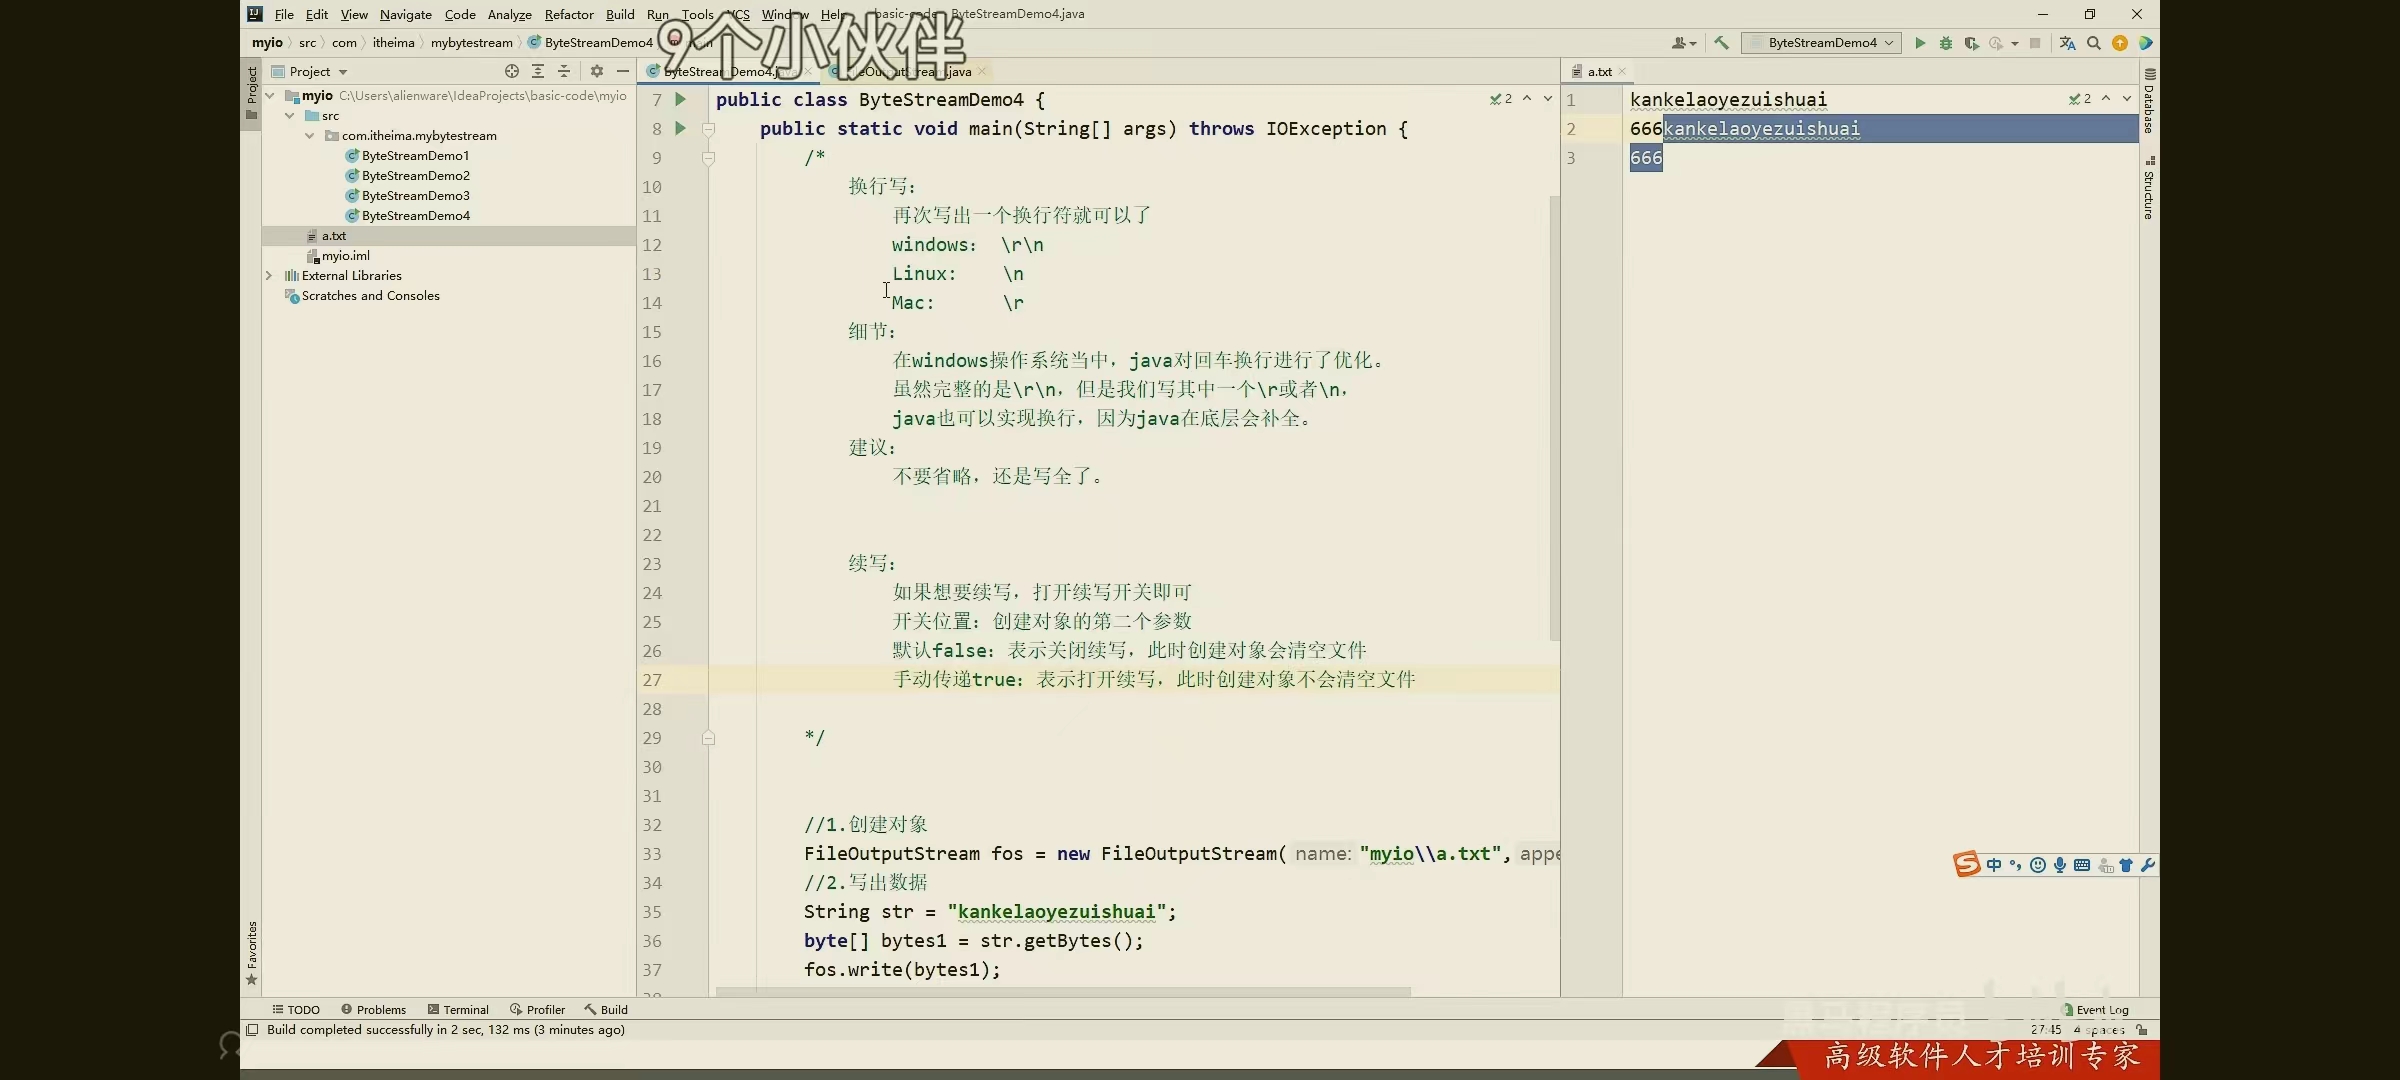 File Edit View Navigate Code Analyze Refactor Build Run Tools VCS Window Help basic-code ByteStreamDemo4.java
9个小伙伴
myio src com itheima mybytestream ByteStreamDemo4
ByteStreamDemo4
Project
Project
ByteStreamDemo4.java
FileOutputStream.java
a.txt
myio C:\Users\alienware\IdeaProjects\basic-code\myio
src
com.itheima.mybytestream
ByteStreamDemo1
ByteStreamDemo2
ByteStreamDemo3
ByteStreamDemo4
a.txt
myio.iml
External Libraries
Scratches and Consoles
7 public class ByteStreamDemo4 {
8 public static void main(String[] args) throws IOException {
9 /*
10 换行写：
11 再次写出一个换行符就可以了
12 windows： \r\n
13 Linux: \n
14 Mac: \r
15 细节：
16 在windows操作系统当中，java对回车换行进行了优化。
17 虽然完整的是\r\n，但是我们写其中一个\r或者\n，
18 java也可以实现换行，因为java在底层会补全。
19 建议：
20 不要省略，还是写全了。
21
22
23 续写：
24 如果想要续写，打开续写开关即可
25 开关位置：创建对象的第二个参数
26 默认false：表示关闭续写，此时创建对象会清空文件
27 手动传递true：表示打开续写，此时创建对象不会清空文件
28
29 */
30
31
32 //1.创建对象
33 FileOutputStream fos = new FileOutputStream( name: "myio\\a.txt", appe
34 //2.写出数据
35 String str = "kankelaoyezuishuai";
36 byte[] bytes1 = str.getBytes();
37 fos.write(bytes1);
2
1 kankelaoyezuishuai
2 666kankelaoyezuishuai
3 666
2
Database
Structure
中
Favorites
TODO Problems Terminal Profiler Build
Event Log
Build completed successfully in 2 sec, 132 ms (3 minutes ago)
27:45 4 spaces
高级软件人才培训专家